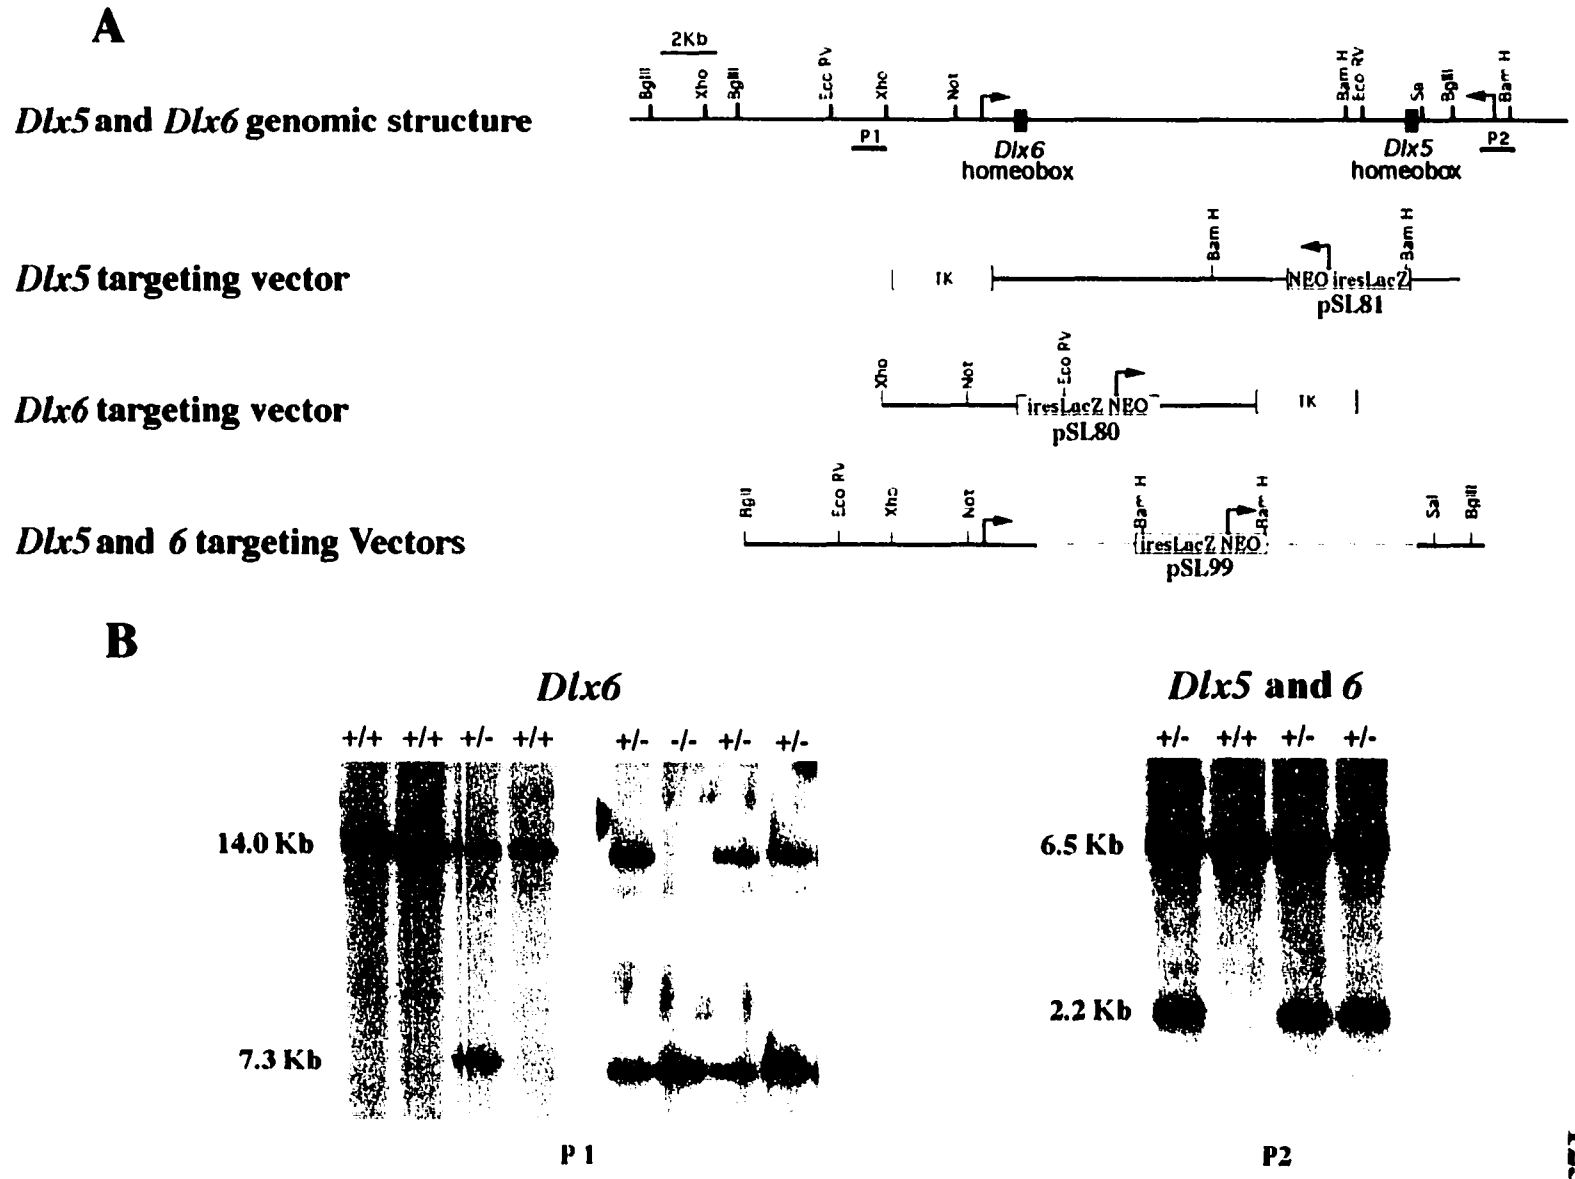 A
2Kb
BglII Xho BglII Ecc RV Xho Not Bam H Eco RV Sa BglII Bam H
Dlx5 and Dlx6 genomic structure
P1 Dlx6 homeobox Dlx5 homeobox P2
Bam H Bam H
Dlx5 targeting vector
TK NEO iresLacZ
pSL81
Xho Not Eco RV
Dlx6 targeting vector
iresLacZ NEO TK
pSL80
BglII Eco RV Xho Not Bam H Bam H Sal BglII
Dlx5 and 6 targeting Vectors
iresLacZ NEO
pSL99
B
Dlx6 Dlx5 and 6
+/+ +/+ +/- +/+ +/- -/- +/- +/- +/- +/+ +/- +/-
14.0 Kb 6.5 Kb
2.2 Kb
7.3 Kb
P 1 P2